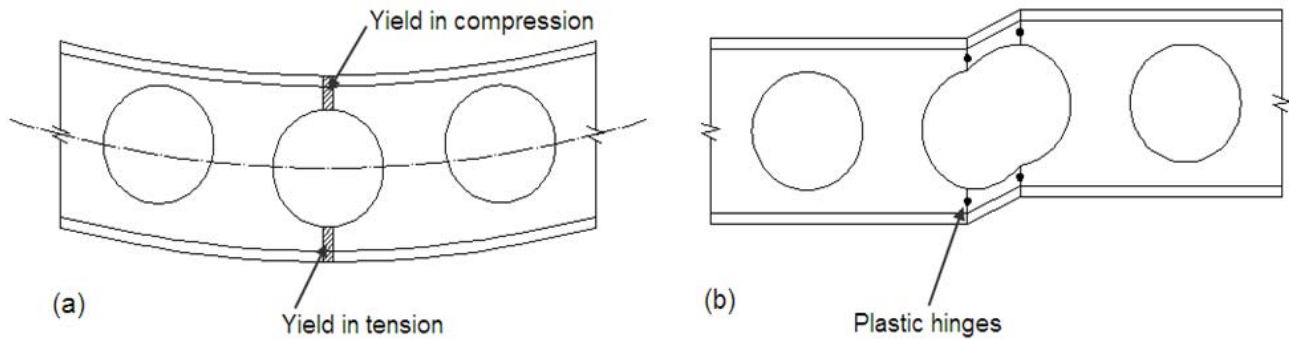 Yield in compression
(a)
Yield in tension
(b)
Plastic hinges